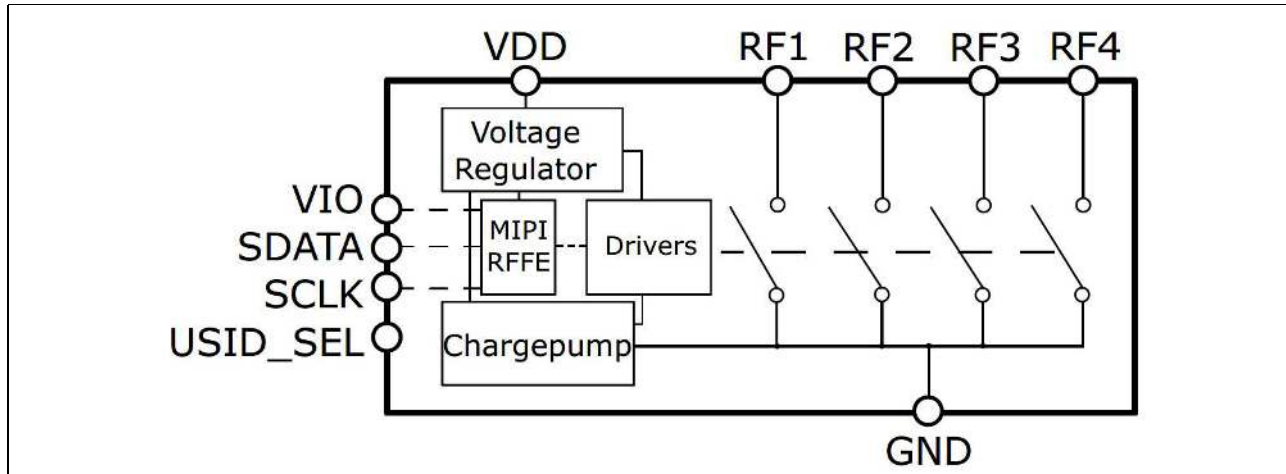 VDD
RF1
RF2
RF3
RF4
Voltage
Regulator
VIO
SDATA
SCLK
USID_SEL
MIPI
RFFE
Drivers
Chargepump
GND